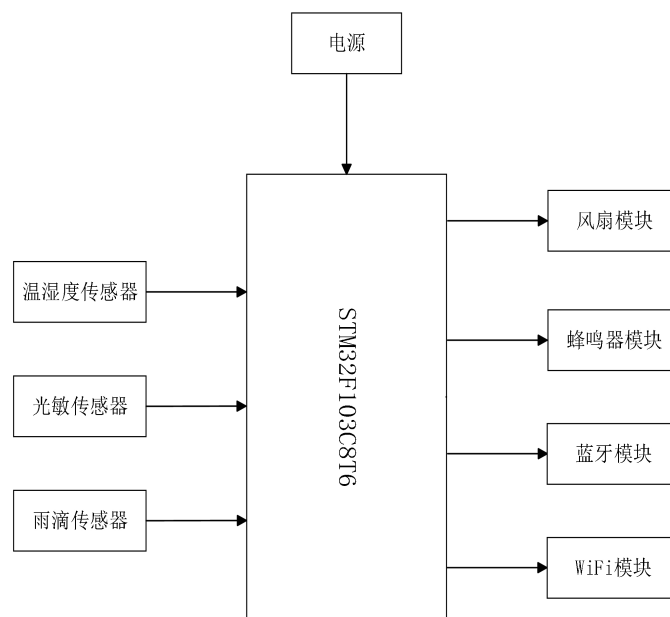 电源
风扇模块
温湿度传感器
蜂鸣器模块
STM32F103C8T6
光敏传感器
蓝牙模块
雨滴传感器
WiFi模块